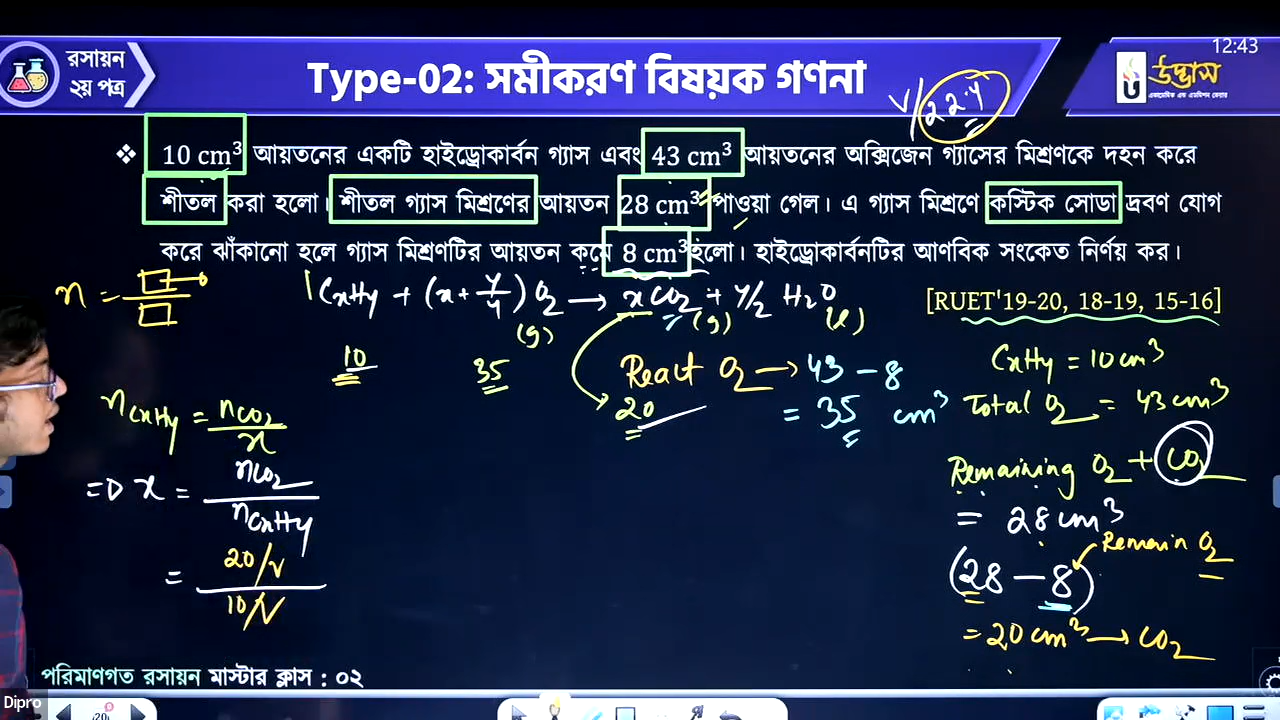 12:43
রসায়ন
২য় পত্র
Type-02: সমীকরণ বিষয়ক গণনা
উদ্ভাস
V/22.4
❖ 10 cm³ আয়তনের একটি হাইড্রোকার্বন গ্যাস এবং 43 cm³ আয়তনের অক্সিজেন গ্যাসের মিশ্রণকে দহন করে
শীতল করা হলো। শীতল গ্যাস মিশ্রণের আয়তন 28 cm³ পাওয়া গেল। এ গ্যাস মিশ্রণে কস্টিক সোডা দ্রবণ যোগ
করে ঝাঁকানো হলে গ্যাস মিশ্রণটির আয়তন কমে 8 cm³ হলো। হাইড্রোকার্বনটির আণবিক সংকেত নির্ণয় কর।
[RUET'19-20, 18-19, 15-16]
n = □/□
CxHy + (x + y/4) O₂ → x CO₂ + y/2 H₂O
(g) (g) (l)
10 35 20
React O₂ → 43 - 8
= 35 cm³
nCxHy = nCO₂/x
=> x = nCO₂/nCxHy
= 20/V / 10/V
CxHy = 10 cm³
Total O₂ = 43 cm³
Remaining O₂ + CO₂
= 28 cm³
Remain O₂
(28 - 8)
= 20 cm³ → CO₂
পরিমাণগত রসায়ন মাস্টার ক্লাস : ০২
Dipro
20